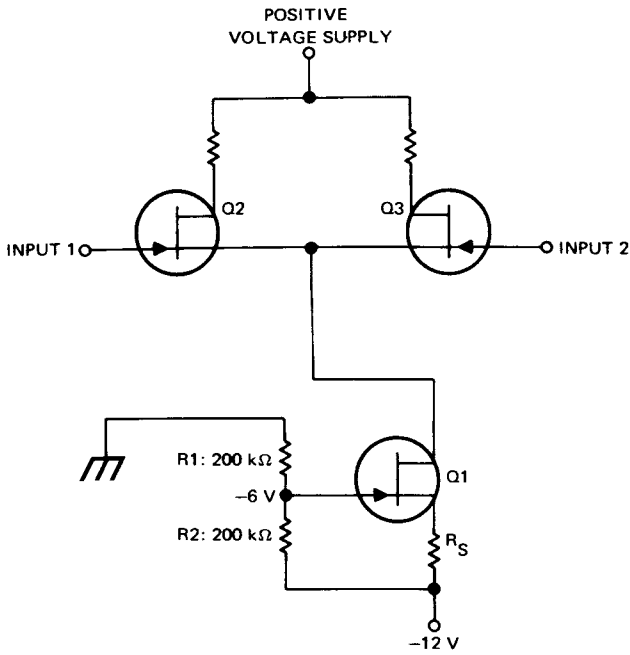 POSITIVE
VOLTAGE SUPPLY
Q2
Q3
INPUT 1
INPUT 2
R1: 200 kΩ
Q1
−6 V
R2: 200 kΩ
RS
−12 V